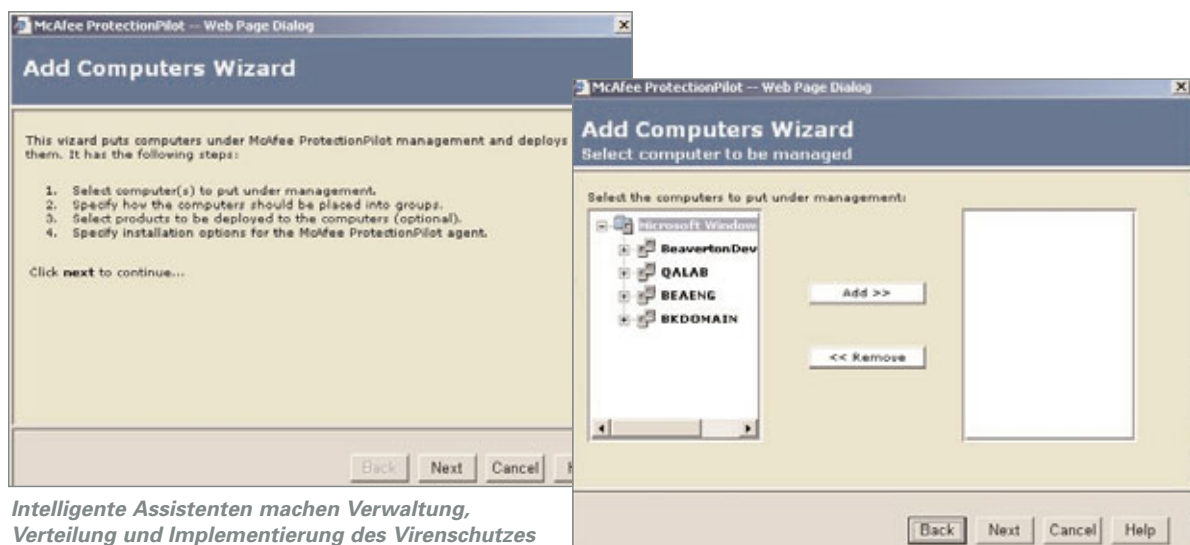 McAfee ProtectionPilot -- Web Page Dialog
Add Computers Wizard
This wizard puts computers under McAfee ProtectionPilot management and deploys
them. It has the following steps:
1. Select computer(s) to put under management.
2. Specify how the computers should be placed into groups.
3. Select products to be deployed to the computers (optional).
4. Specify installation options for the McAfee ProtectionPilot agent.
Click next to continue...
Back Next Cancel
Intelligente Assistenten machen Verwaltung,
Verteilung und Implementierung des Virenschutzes
McAfee ProtectionPilot -- Web Page Dialog
Add Computers Wizard
Select computer to be managed
Select the computers to put under management:
Microsoft Window
BeavertonDev
QALAB
BEAENG
BKDOMAIN
Add >>
<< Remove
Back Next Cancel Help